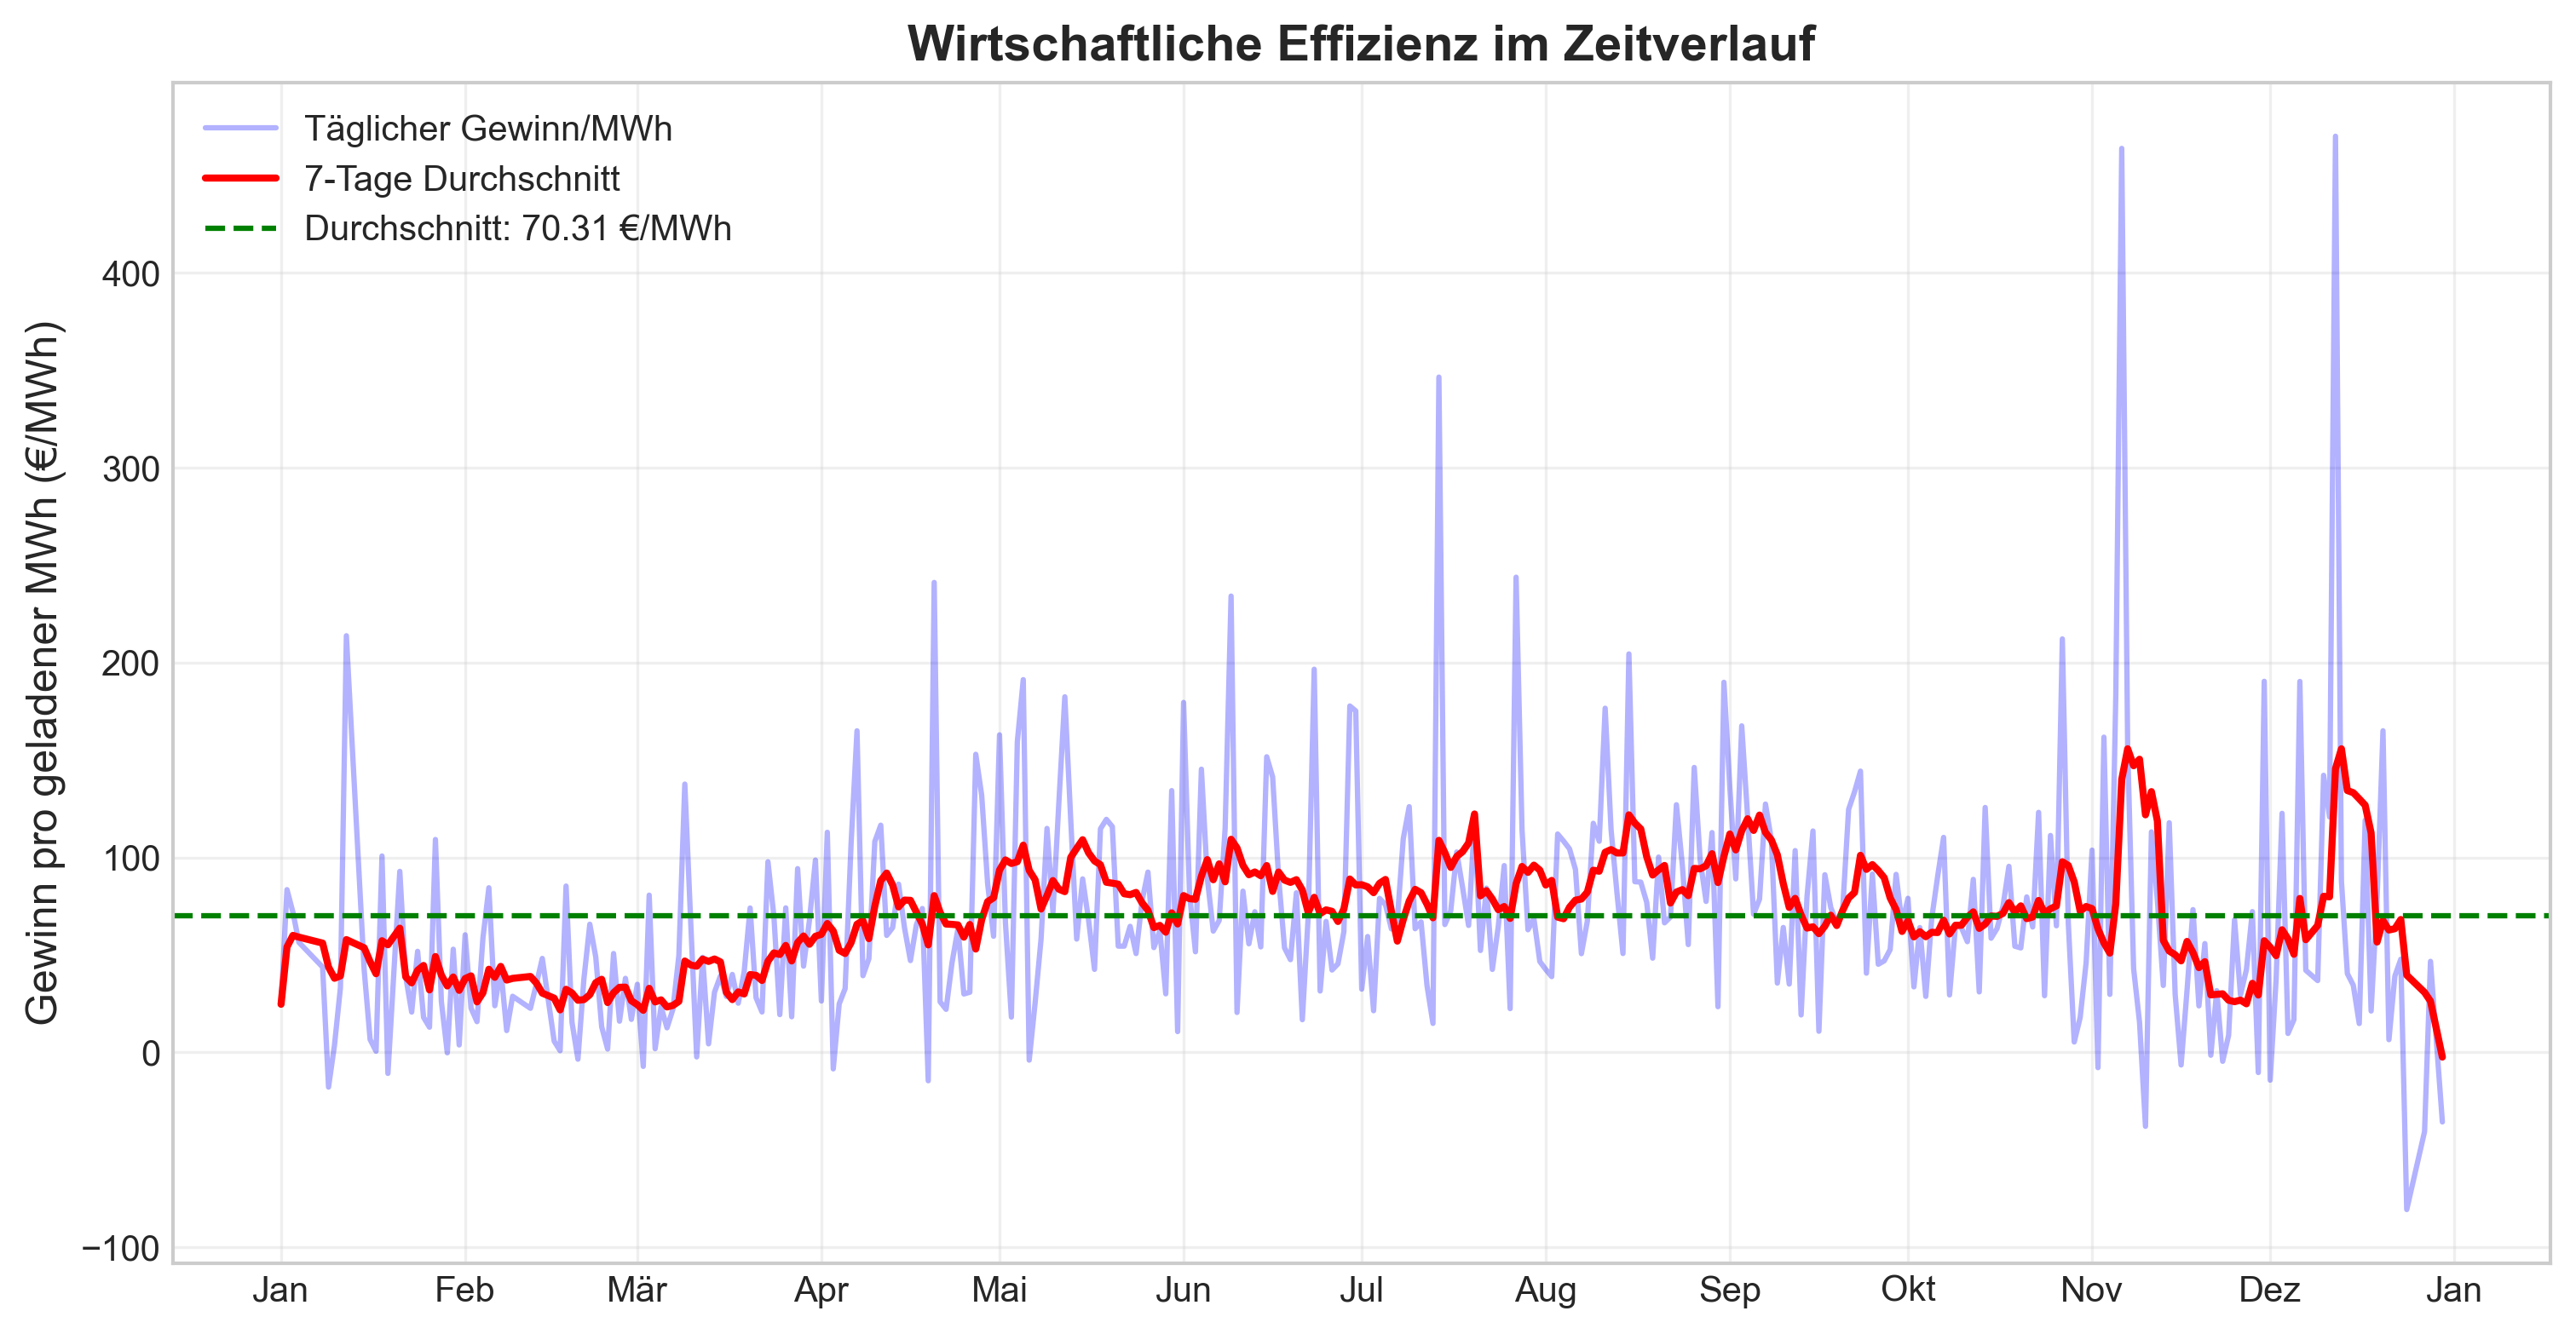 Wirtschaftliche Effizienz im Zeitverlauf
Täglicher Gewinn/MWh
7-Tage Durchschnitt
Durchschnitt: 70.31 €/MWh
Gewinn pro geladener MWh (€/MWh)
400
300
200
100
0
−100
Jan Feb Mär Apr Mai Jun Jul Aug Sep Okt Nov Dez Jan